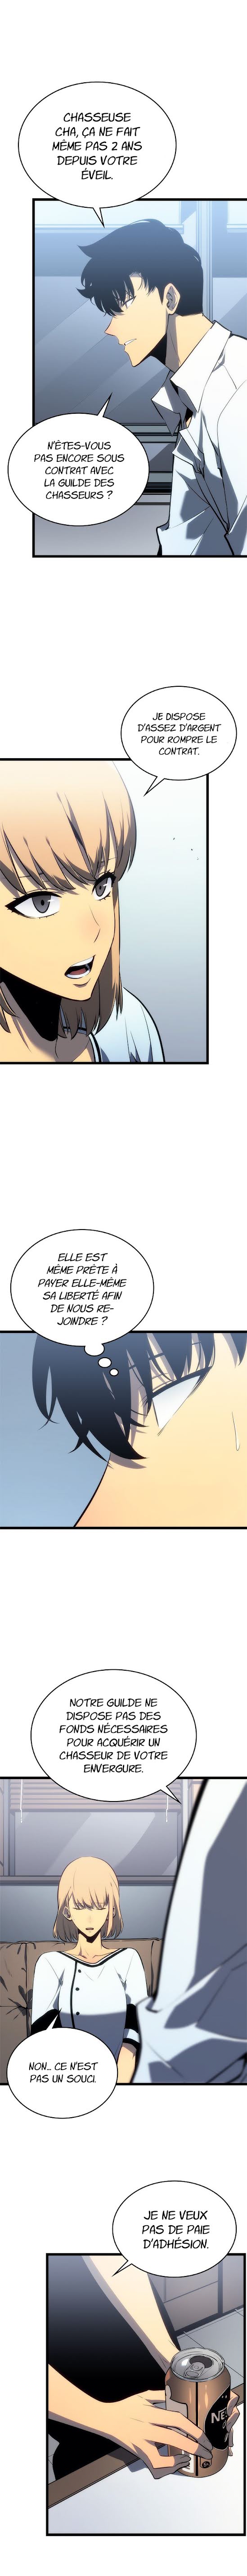 CHASSEUSE
CHA, ÇA NE FAIT
MÊME PAS 2 ANS
DEPUIS VOTRE
ÉVEIL.
N'ÊTES-VOUS
PAS ENCORE SOUS
CONTRAT AVEC
LA GUILDE DES
CHASSEURS ?
JE DISPOSE
D'ASSEZ D'ARGENT
POUR ROMPRE LE
CONTRAT.
ELLE EST
MÊME PRÊTE À
PAYER ELLE-MÊME
SA LIBERTÉ AFIN
DE NOUS RE-
JOINDRE ?
NOTRE GUILDE NE
DISPOSE PAS DES
FONDS NÉCESSAIRES
POUR ACQUÉRIR UN
CHASSEUR DE VOTRE
ENVERGURE.
NON.. CE N'EST
PAS UN SOUCI.
JE NE VEUX
PAS DE PAIE
D'ADHÉSION.